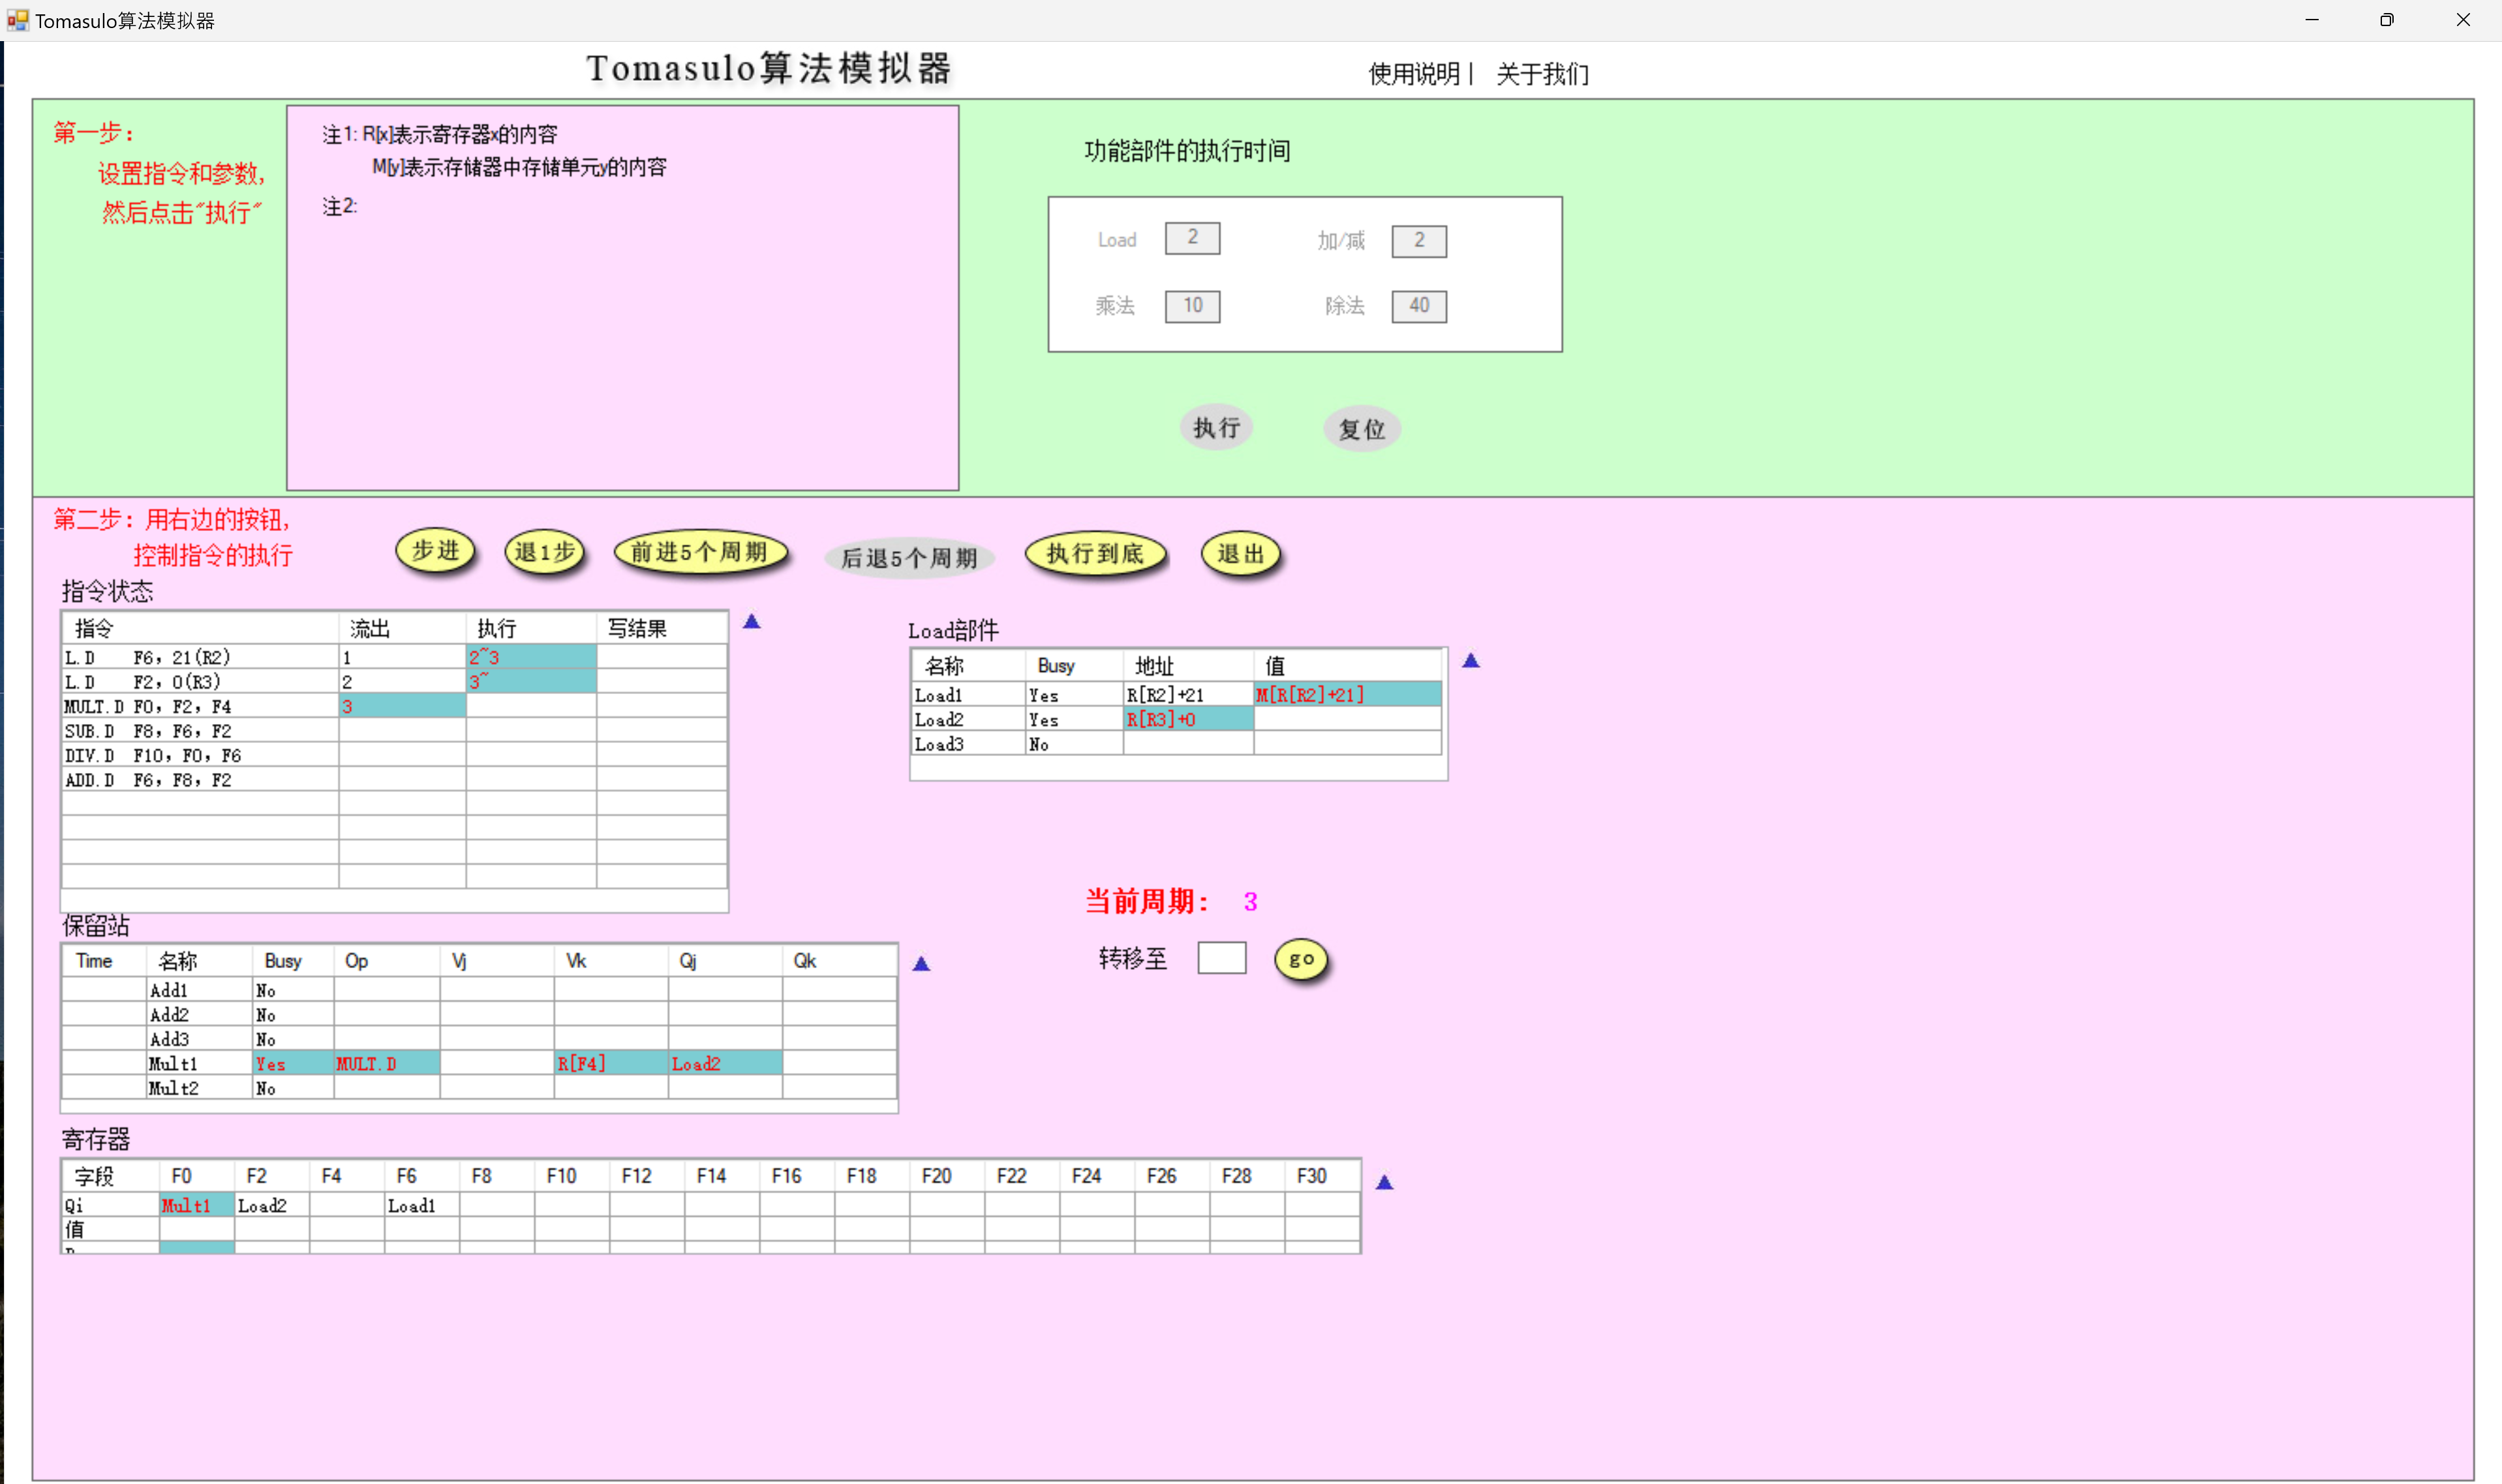 Tomasulo算法模拟器
Tomasulo算法模拟器
使用说明 | 关于我们
第一步：
设置指令和参数，
然后点击"执行"
注1: R[x]表示寄存器x的内容
M[y]表示存储器中存储单元y的内容
注2:
功能部件的执行时间
Load 2 加/减 2
乘法 10 除法 40
执行 复位
第二步：用右边的按钮，
控制指令的执行
步进 退1步 前进5个周期 后退5个周期 执行到底 退出
指令状态
指令 流出 执行 写结果
L.D F6, 21(R2) 1 2~3
L.D F2, 0(R3) 2 3~
MULT.D F0, F2, F4 3
SUB.D F8, F6, F2
DIV.D F10, F0, F6
ADD.D F6, F8, F2
Load部件
名称 Busy 地址 值
Load1 Yes R[R2]+21 M[R[R2]+21]
Load2 Yes R[R3]+0
Load3 No
当前周期： 3
转移至 go
保留站
Time 名称 Busy Op Vj Vk Qj Qk
Add1 No
Add2 No
Add3 No
Mult1 Yes MULT.D R[F4] Load2
Mult2 No
寄存器
字段 F0 F2 F4 F6 F8 F10 F12 F14 F16 F18 F20 F22 F24 F26 F28 F30
Qi Mult1 Load2 Load1
值